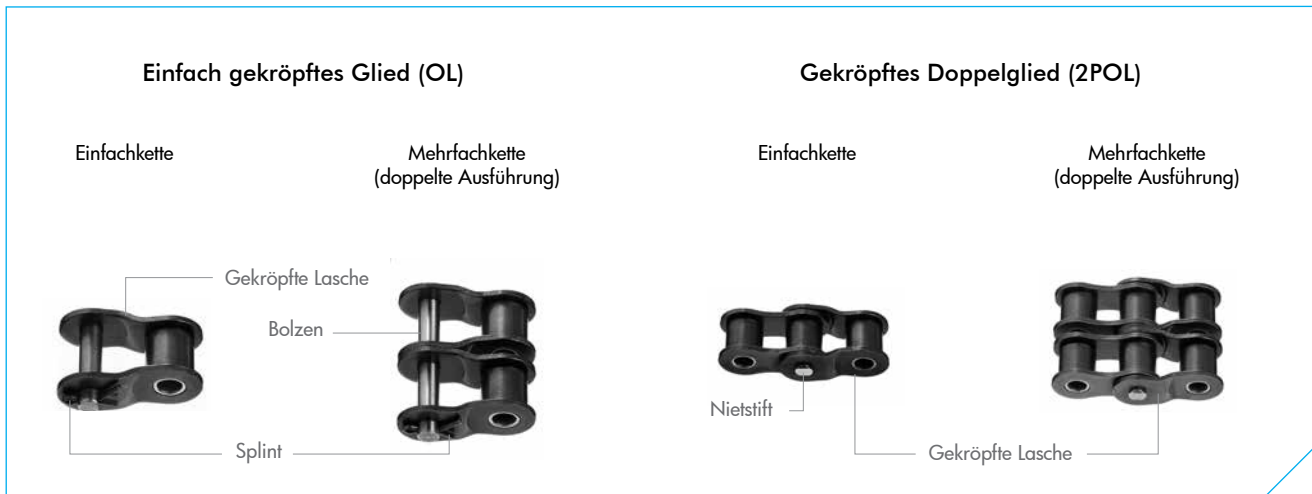 Einfach gekröpftes Glied (OL)
Einfachkette
Mehrfachkette
(doppelte Ausführung)
Gekröpfte Lasche
Bolzen
Splint
Gekröpftes Doppelglied (2POL)
Einfachkette
Mehrfachkette
(doppelte Ausführung)
Nietstift
Gekröpfte Lasche